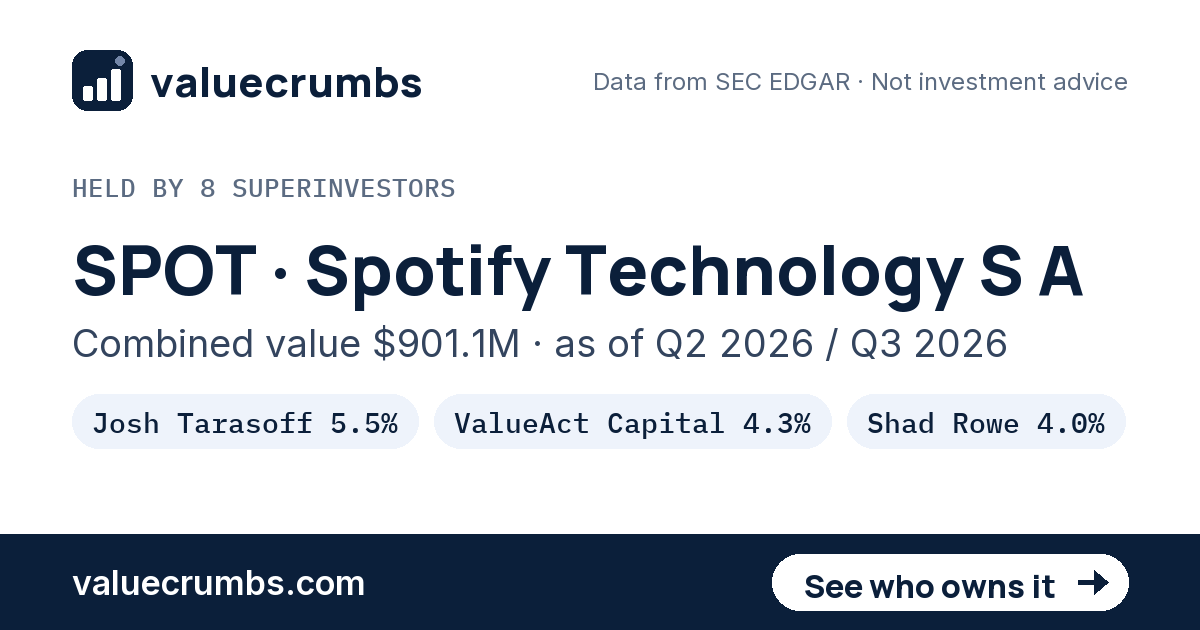 valuecrumbs
Data from SEC EDGAR · Not investment advice
HELD BY 8 SUPERINVESTORS
SPOT · Spotify Technology S A
Combined value $901.1M · as of Q2 2026 / Q3 2026
Josh Tarasoff 5.5%
ValueAct Capital 4.3%
Shad Rowe 4.0%
valuecrumbs.com
See who owns it →